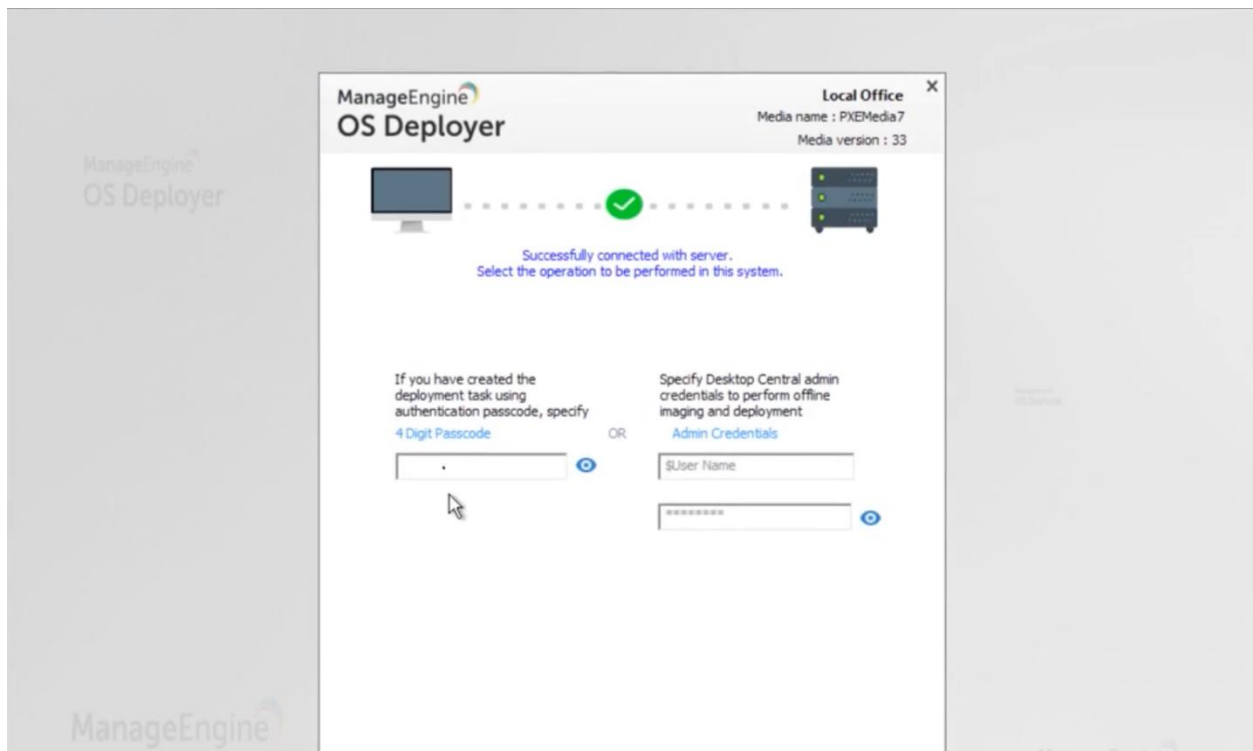 ManageEngine
OS Deployer
Local Office
Media name : PXEMedia7
Media version : 33
ManageEngine
OS Deployer
Successfully connected with server.
Select the operation to be performed in this system.
If you have created the
deployment task using
authentication passcode, specify
4 Digit Passcode
OR
Specify Desktop Central admin
credentials to perform offline
imaging and deployment
Admin Credentials
$User Name
********
OS Deployer
ManageEngine